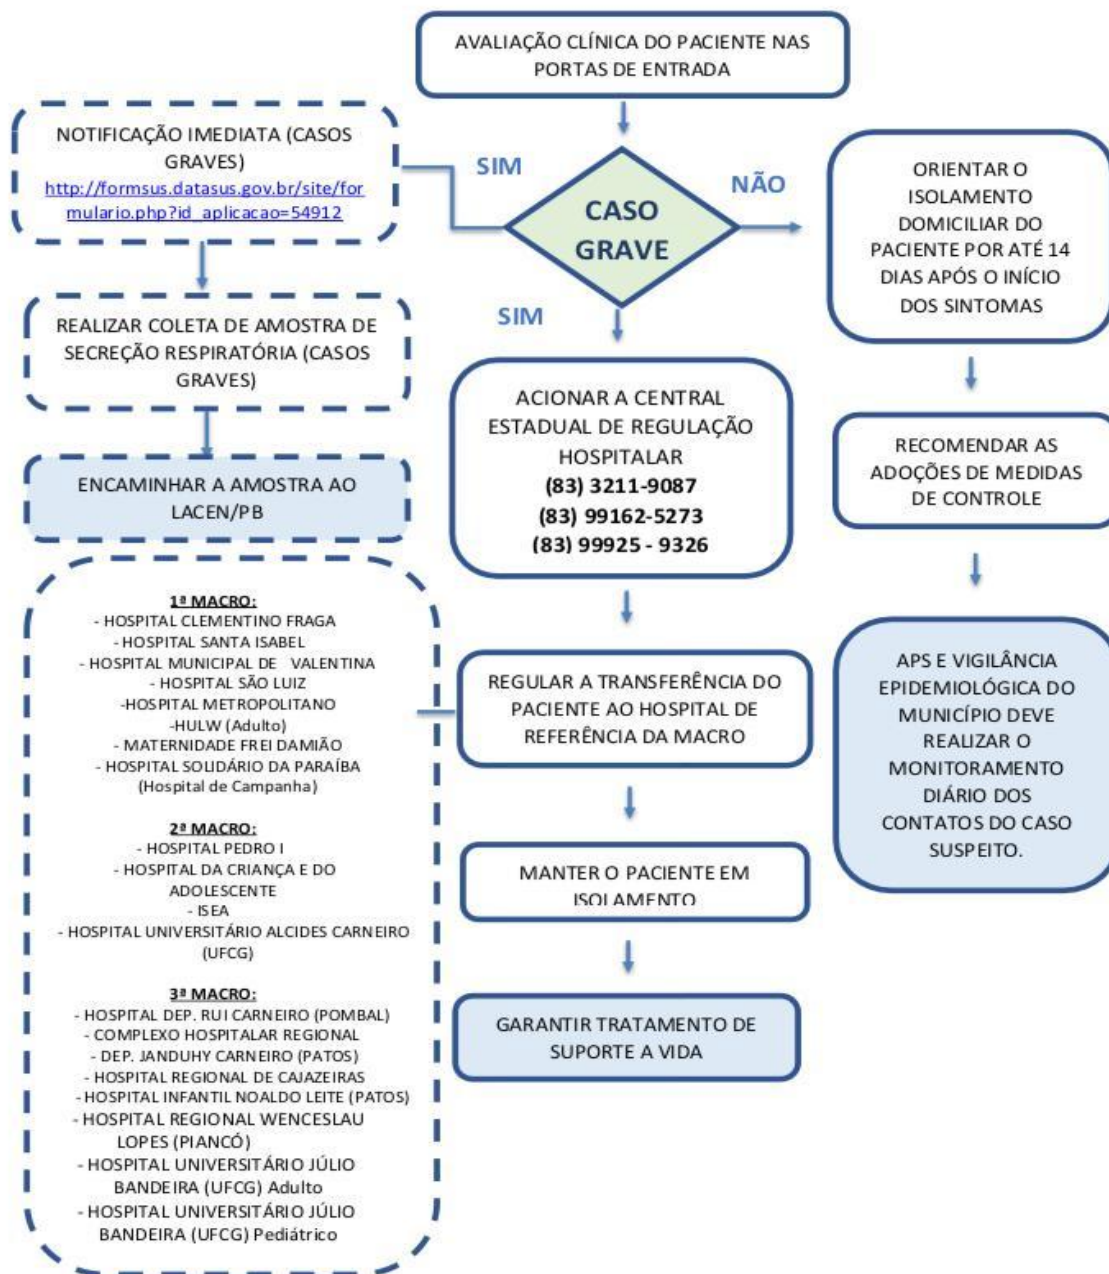 AVALIAÇÃO CLÍNICA DO PACIENTE NAS
PORTAS DE ENTRADA
NOTIFICAÇÃO IMEDIATA (CASOS
GRAVES)
http://formsus.datasus.gov.br/site/for
mulario.php?id_aplicacao=54912
SIM
CASO
GRAVE
NÃO
ORIENTAR O
ISOLAMENTO
DOMICILIAR DO
PACIENTE POR ATÉ 14
DIAS APÓS O INÍCIO
DOS SINTOMAS
SIM
REALIZAR COLETA DE AMOSTRA DE
SECREÇÃO RESPIRATÓRIA (CASOS
GRAVES)
ENCAMINHAR A AMOSTRA AO
LACEN/PB
ACIONAR A CENTRAL
ESTADUAL DE REGULAÇÃO
HOSPITALAR
(83) 3211-9087
(83) 99162-5273
(83) 99925 - 9326
RECOMENDAR AS
ADOÇÕES DE MEDIDAS
DE CONTROLE
1ª MACRO:
- HOSPITAL CLEMENTINO FRAGA
- HOSPITAL SANTA ISABEL
- HOSPITAL MUNICIPAL DE VALENTINA
- HOSPITAL SÃO LUIZ
-HOSPITAL METROPOLITANO
-HULW (Adulto)
- MATERNIDADE FREI DAMIÃO
- HOSPITAL SOLIDÁRIO DA PARAÍBA
(Hospital de Campanha)
2ª MACRO:
- HOSPITAL PEDRO I
- HOSPITAL DA CRIANÇA E DO
ADOLESCENTE
- ISEA
- HOSPITAL UNIVERSITÁRIO ALCIDES CARNEIRO
(UFCG)
3ª MACRO:
- HOSPITAL DEP. RUI CARNEIRO (POMBAL)
- COMPLEXO HOSPITALAR REGIONAL
- DEP. JANDUHY CARNEIRO (PATOS)
- HOSPITAL REGIONAL DE CAJAZEIRAS
- HOSPITAL INFANTIL NOALDO LEITE (PATOS)
- HOSPITAL REGIONAL WENCESLAU
LOPES (PIANCÓ)
- HOSPITAL UNIVERSITÁRIO JÚLIO
BANDEIRA (UFCG) Adulto
- HOSPITAL UNIVERSITÁRIO JÚLIO
BANDEIRA (UFCG) Pediátrico
REGULAR A TRANSFERÊNCIA DO
PACIENTE AO HOSPITAL DE
REFERÊNCIA DA MACRO
MANTER O PACIENTE EM
ISOLAMENTO
GARANTIR TRATAMENTO DE
SUPORTE A VIDA
APS E VIGILÂNCIA
EPIDEMIOLÓGICA DO
MUNICÍPIO DEVE
REALIZAR O
MONITORAMENTO
DIÁRIO DOS
CONTATOS DO CASO
SUSPEITO.